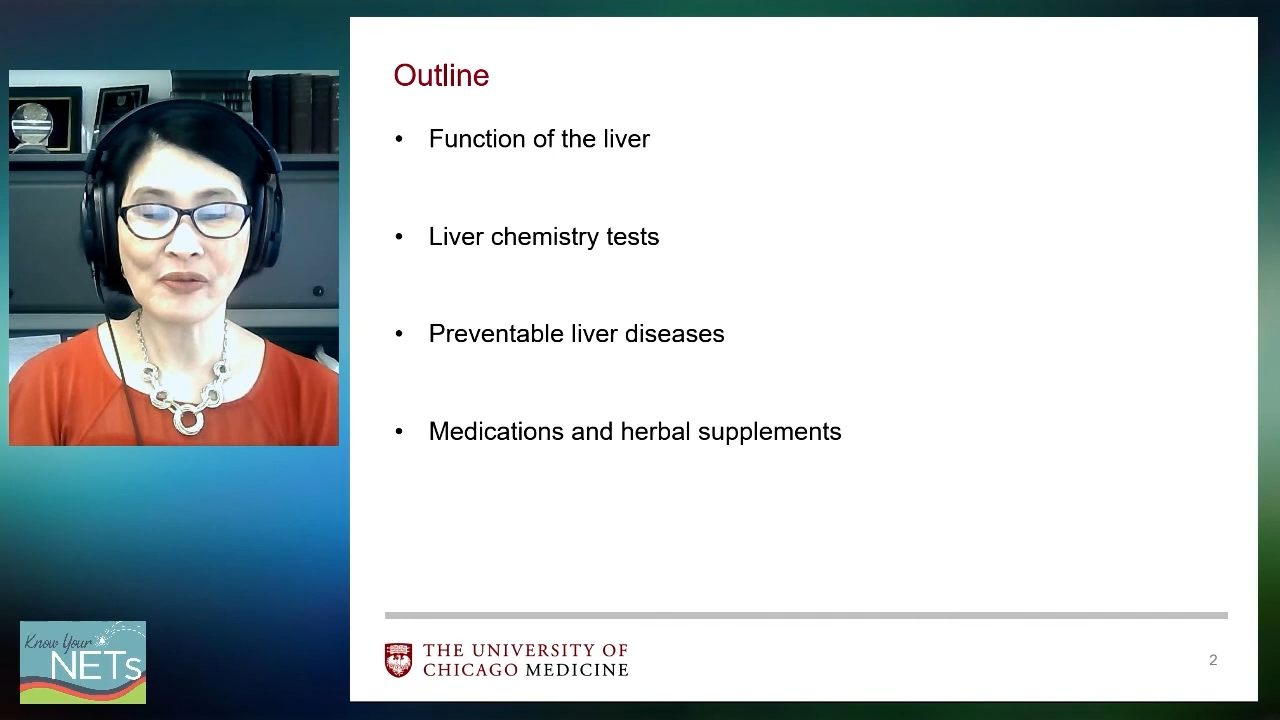 Outline
• Function of the liver
• Liver chemistry tests
• Preventable liver diseases
• Medications and herbal supplements
THE UNIVERSITY OF
CHICAGO MEDICINE
2
Know Your
NETs